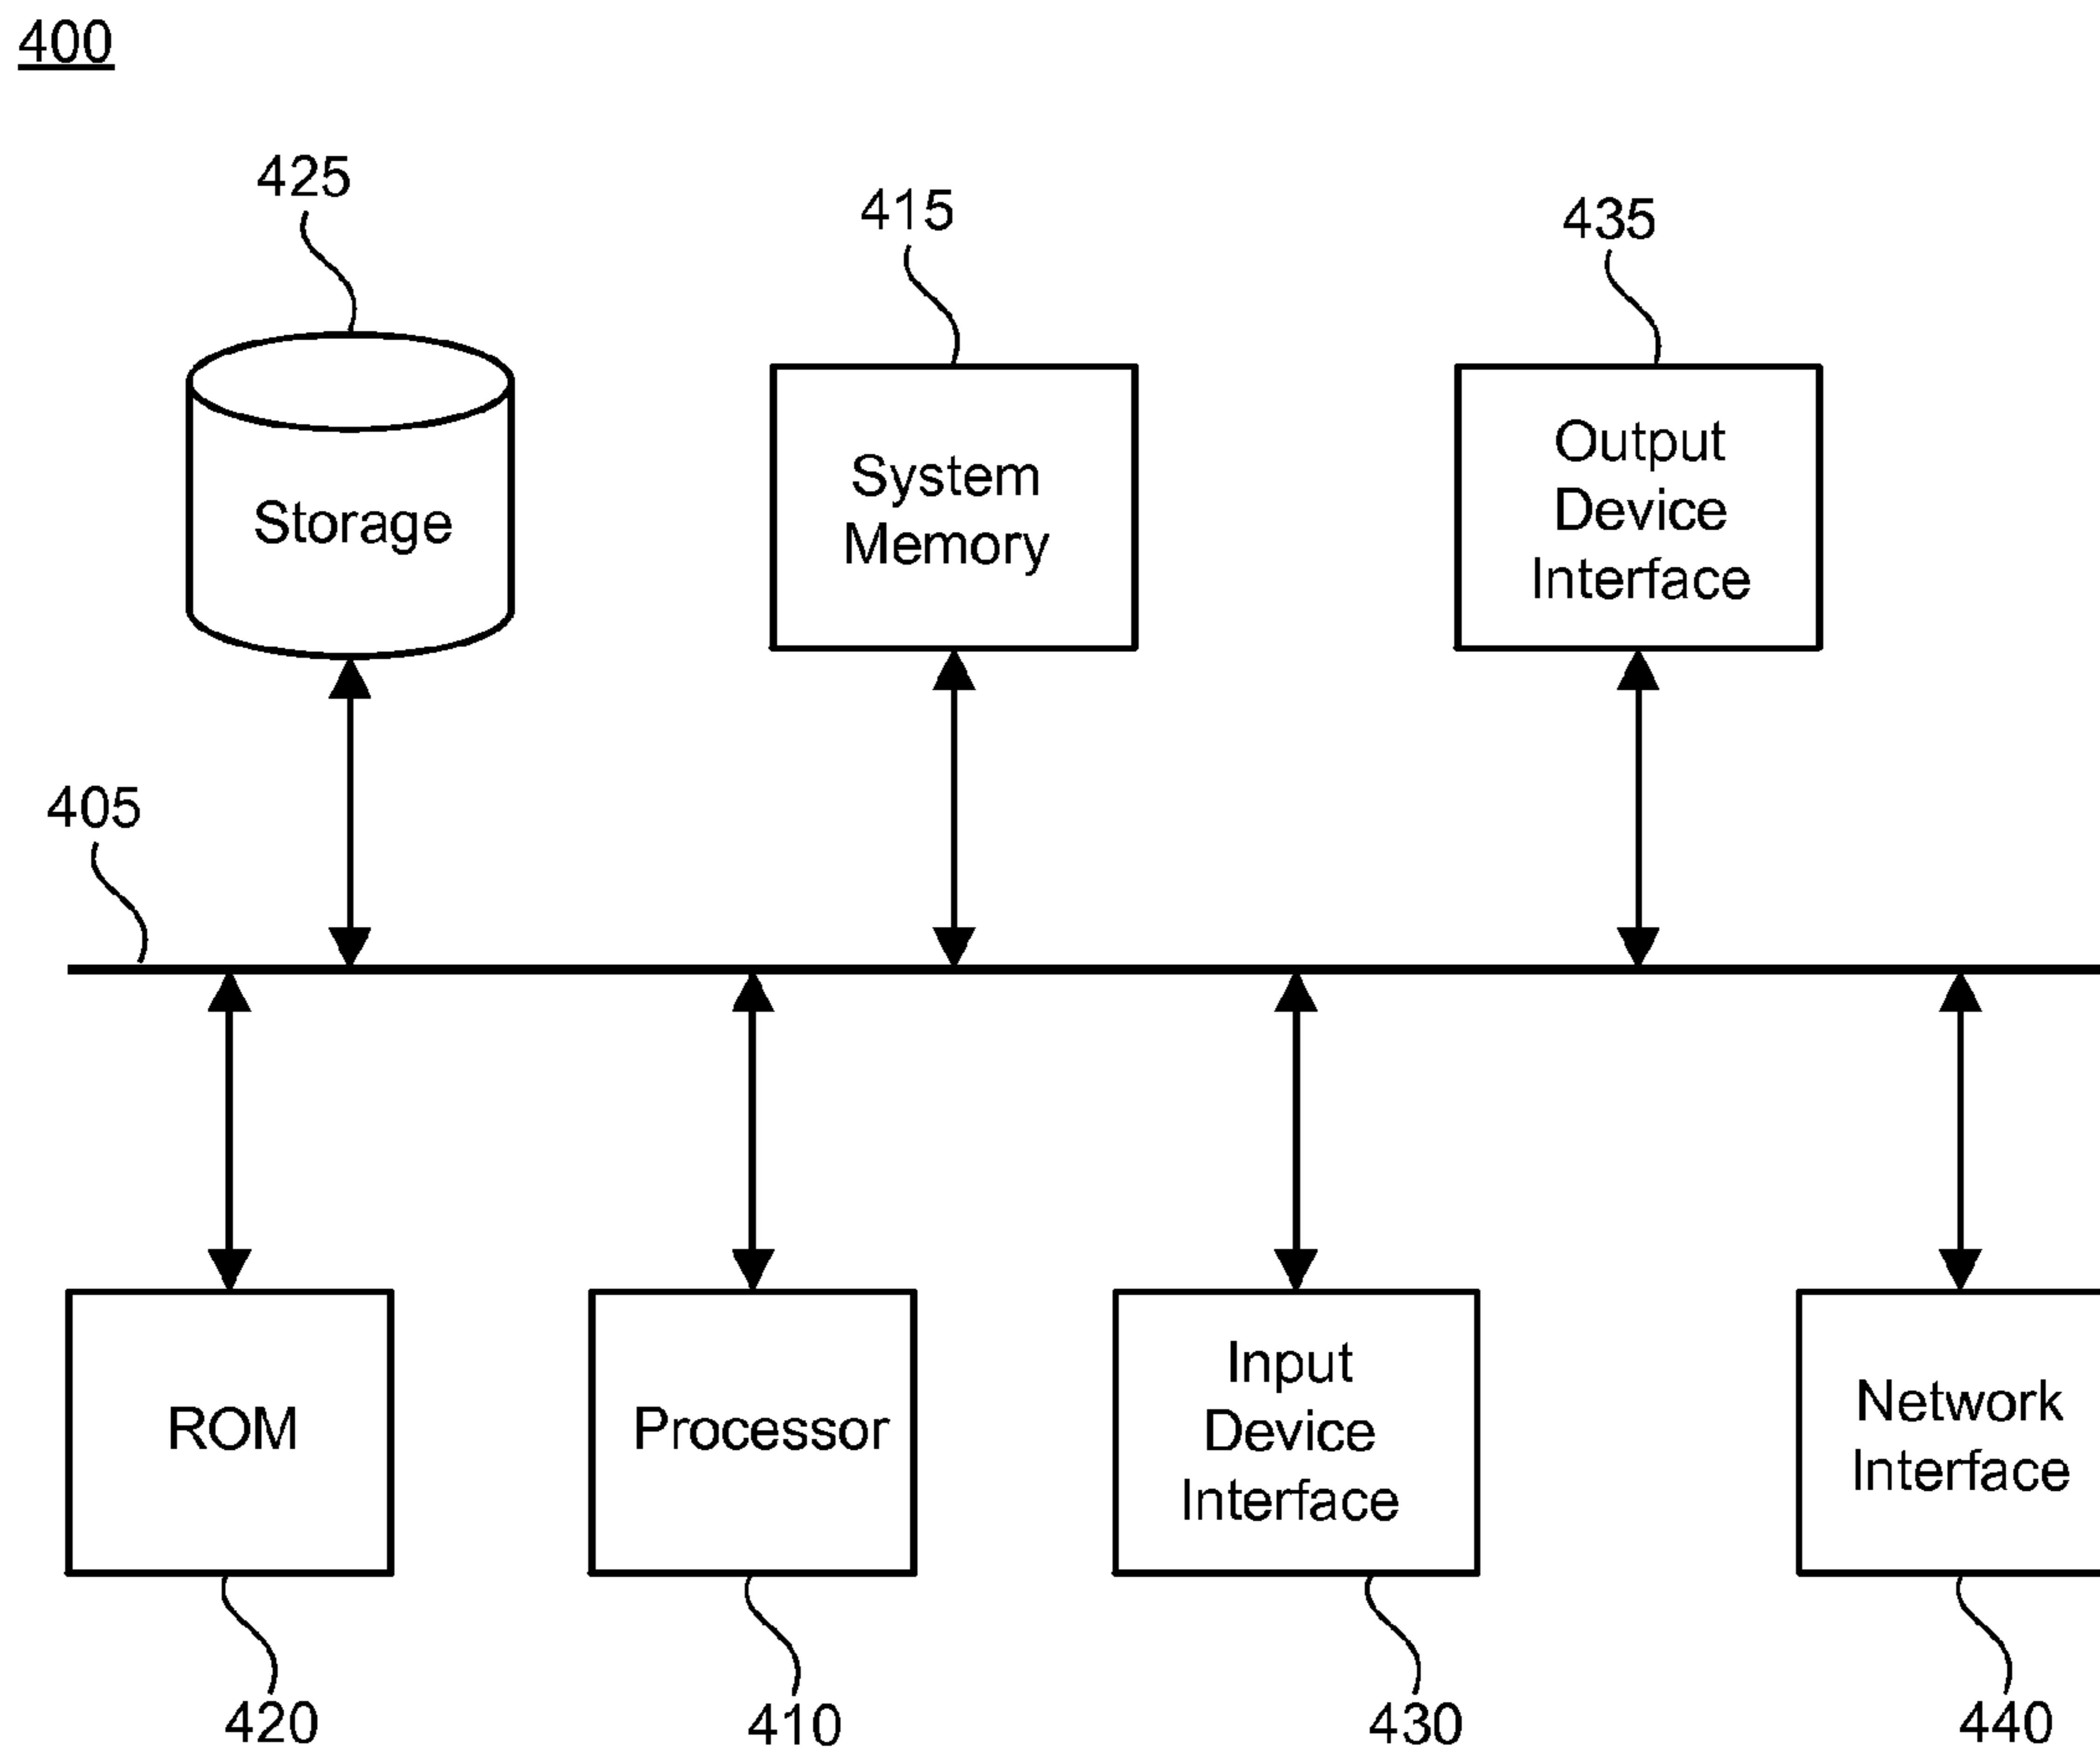 400
425
415
435
Storage
System
Memory
Output
Device
Interface
405
ROM
Processor
Input
Device
Interface
Network
Interface
420
410
430
440